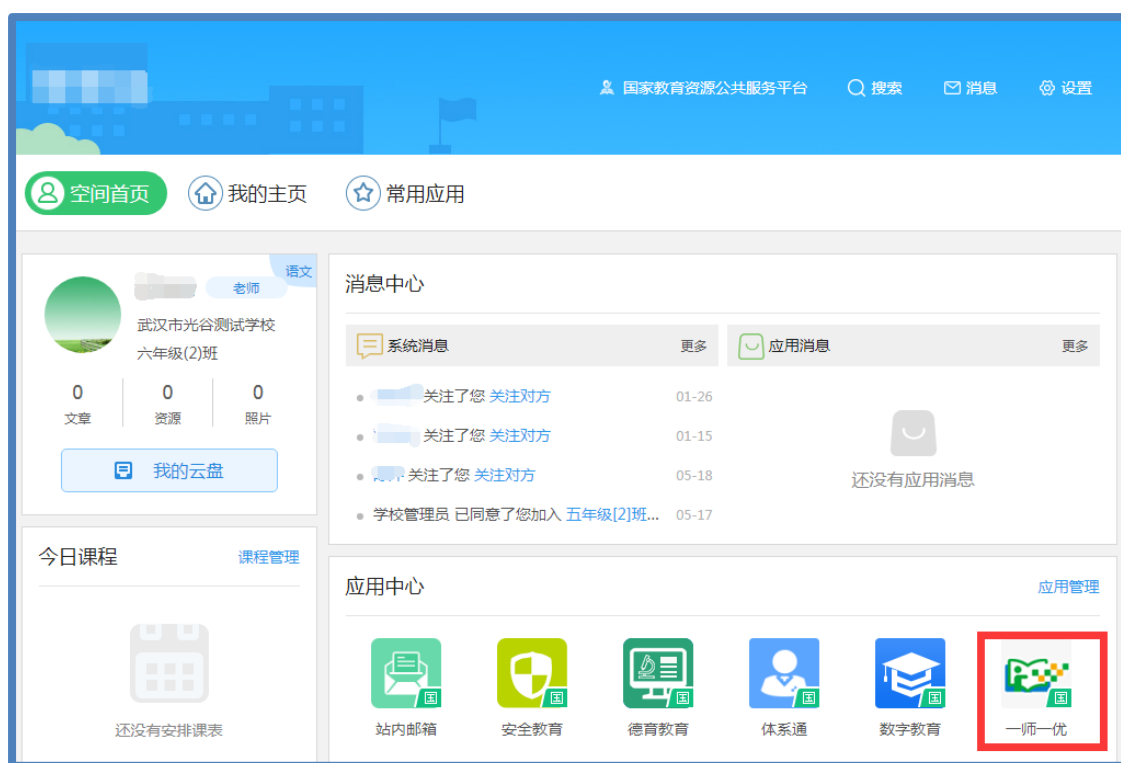 国家教育资源公共服务平台 搜索 消息 设置
空间首页 我的主页 常用应用
语文
老师
武汉市光谷测试学校
六年级(2)班
0 0 0
文章 资源 照片
我的云盘
今日课程 课程管理
还没有安排课表
消息中心
系统消息 更多
关注了您 关注对方 01-26
关注了您 关注对方 01-15
关注了您 关注对方 05-18
学校管理员 已同意了您加入 五年级[2]班... 05-17
应用消息 更多
还没有应用消息
应用中心 应用管理
国 国 国 国 国 国
站内邮箱 安全教育 德育教育 体系通 数字教育 一师一优